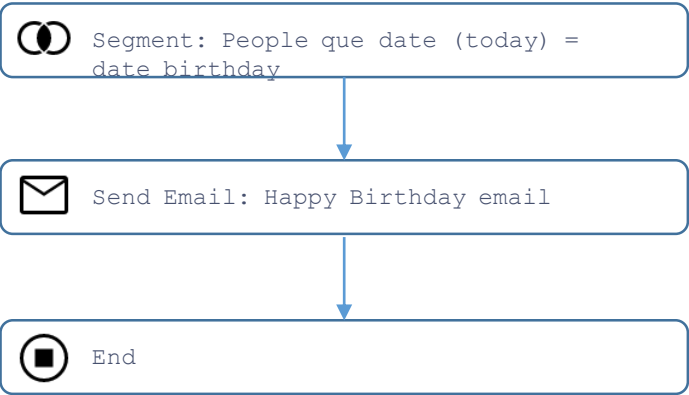 Segment: People que date (today) =
date birthday
Send Email: Happy Birthday email
End